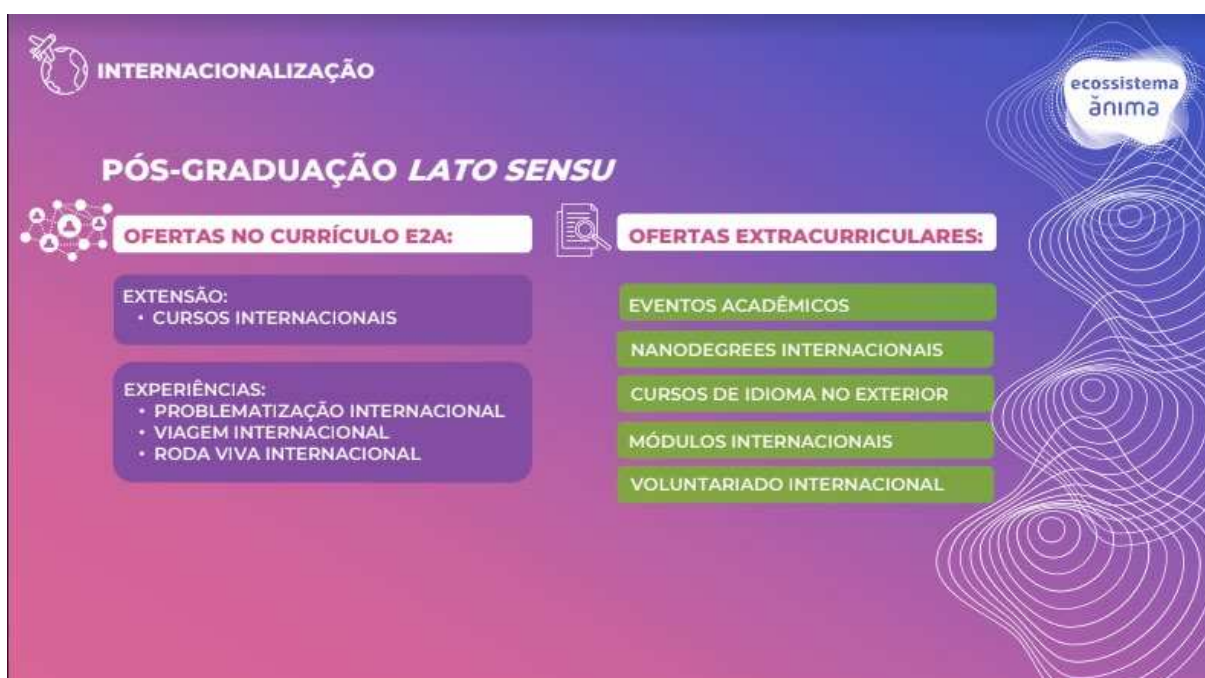 INTERNACIONALIZAÇÃO
ecossistema
ănıma
PÓS-GRADUAÇÃO LATO SENSU
OFERTAS NO CURRÍCULO E2A:
EXTENSÃO:
• CURSOS INTERNACIONAIS
EXPERIÊNCIAS:
• PROBLEMATIZAÇÃO INTERNACIONAL
• VIAGEM INTERNACIONAL
• RODA VIVA INTERNACIONAL
OFERTAS EXTRACURRICULARES:
EVENTOS ACADÊMICOS
NANODEGREES INTERNACIONAIS
CURSOS DE IDIOMA NO EXTERIOR
MÓDULOS INTERNACIONAIS
VOLUNTARIADO INTERNACIONAL